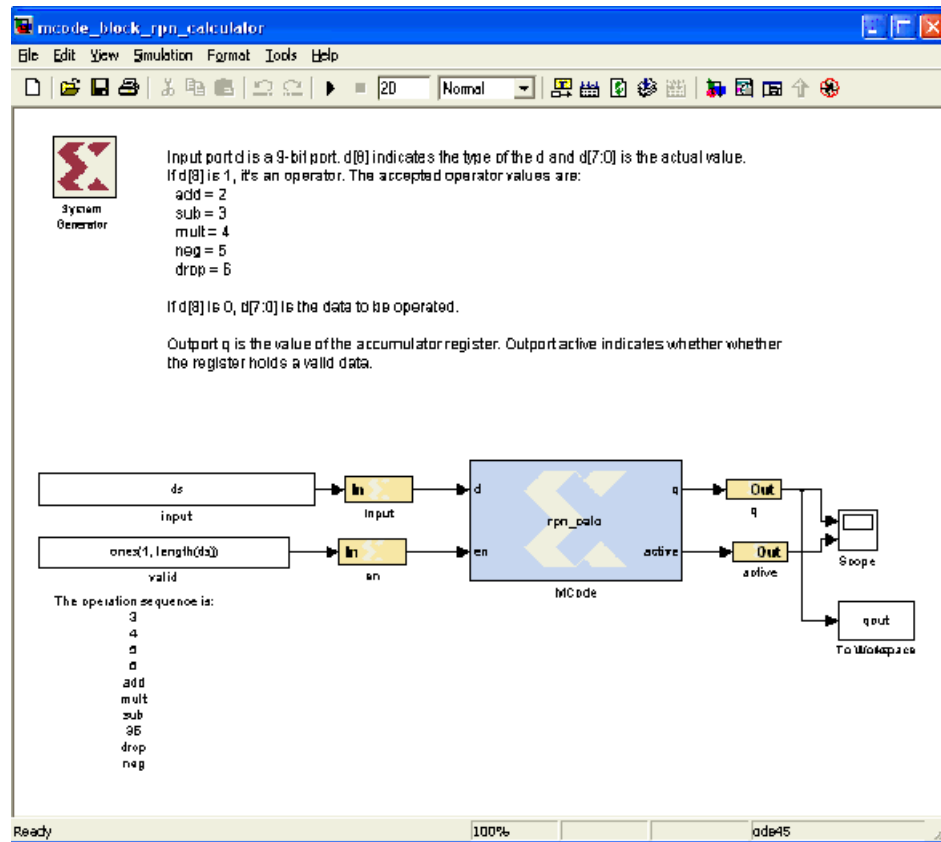 mcode_block_rpn_calculator
File Edit View Simulation Format Tools Help
20 Normal
System
Generator
Input port d is a 9-bit port. d[8] indicates the type of the d and d[7:0] is the actual value.
If d[8] is 1, it's an operator. The accepted operator values are:
add = 2
sub = 3
mult = 4
neg = 5
drop = 6
If d[8] is 0, d[7:0] is the data to be operated.
Outport q is the value of the accumulator register. Outport active indicates whether whether
the register holds a valid data.
ds
input
In
input
ones(1, length(ds))
valid
In
en
d
en
rpn_calc
q
active
MCode
Out
q
Out
active
Scope
qout
To Workspace
The operation sequence is:
3
4
5
6
add
mult
sub
35
drop
neg
Ready 100% ode45